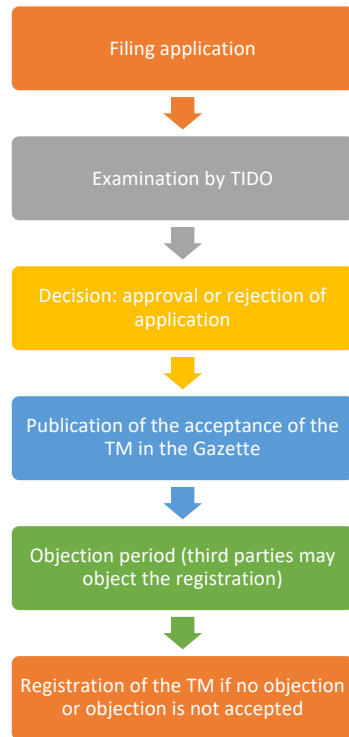 Filing application
Examination by TIDO
Decision: approval or rejection of
application
Publication of the acceptance of the
TM in the Gazette
Objection period (third parties may
object the registration)
Registration of the TM if no objection
or objection is not accepted